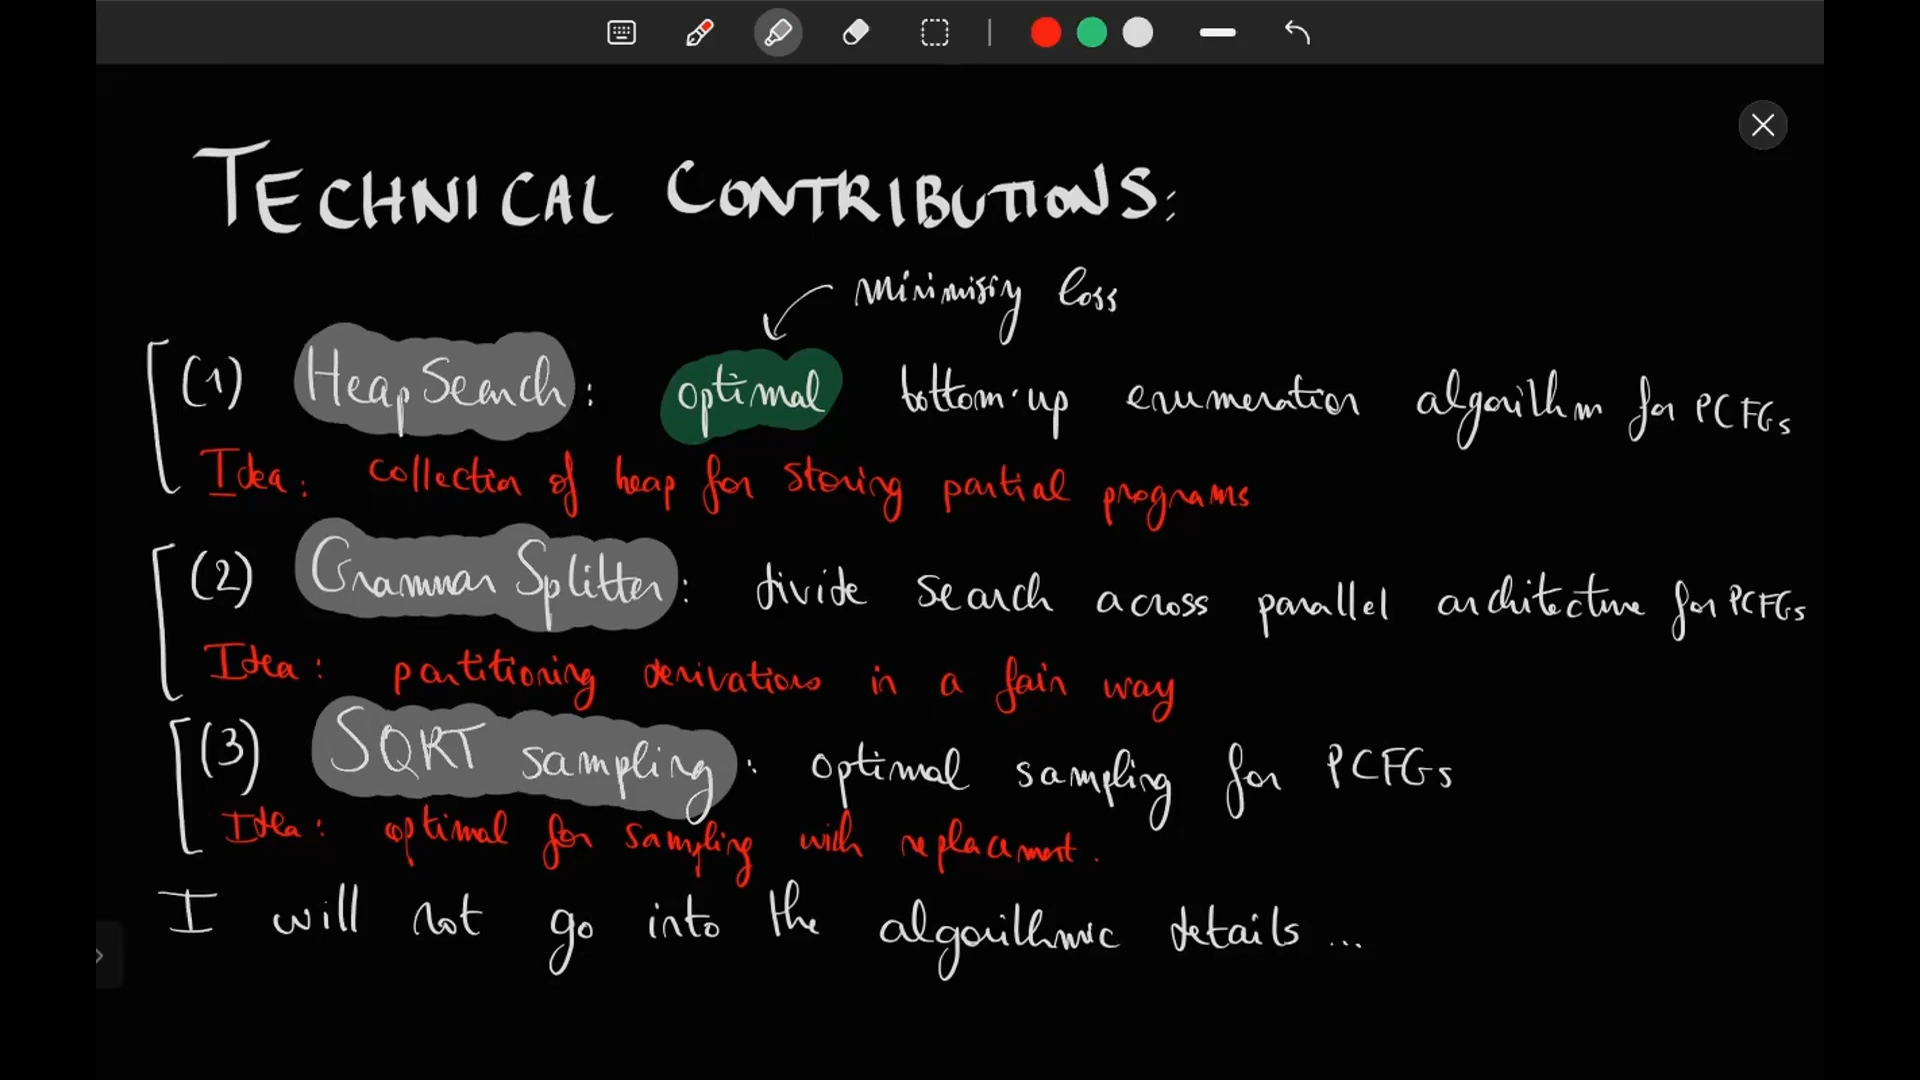 TECHNICAL CONTRIBUTIONS:
minimising loss
(1) Heap Search: optimal bottom-up enumeration algorithm for PCFGs
Idea: collection of heap for storing partial programs
(2) Grammar Splitter: divide search across parallel architecture for PCFGs
Idea: partitioning derivations in a fair way
(3) SQRT sampling: optimal sampling for PCFGs
Idea: optimal for sampling with replacement.
I will not go into the algorithmic details...